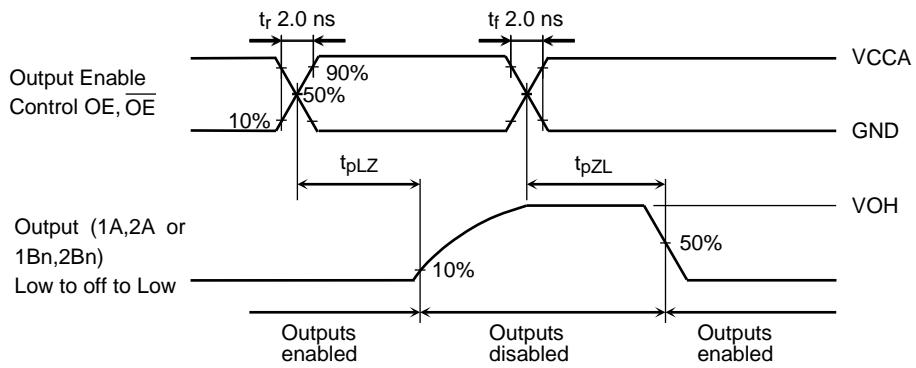 tr 2.0 ns
tf 2.0 ns
VCCA
Output Enable
Control OE, OE
90%
50%
10%
GND
tpLZ
tpZL
VOH
Output (1A,2A or
1Bn,2Bn)
Low to off to Low
50%
10%
Outputs
enabled
Outputs
disabled
Outputs
enabled